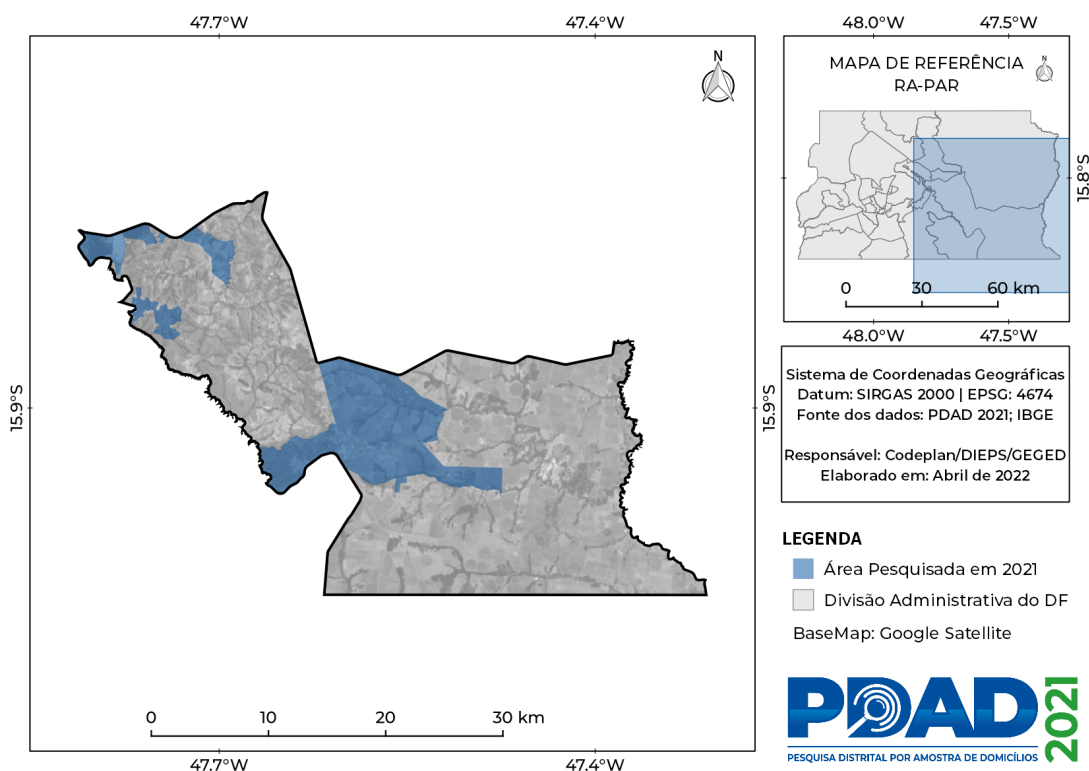 47.7°W
47.4°W
N
15.9°S
15.9°S
0
10
20
30 km
47.7°W
47.4°W
48.0°W
47.5°W
MAPA DE REFERÊNCIA
RA-PAR
N
15.8°S
0
30
60 km
48.0°W
47.5°W
Sistema de Coordenadas Geográficas
Datum: SIRGAS 2000 | EPSG: 4674
Fonte dos dados: PDAD 2021; IBGE
Responsável: Codeplan/DIEPS/GEGED
Elaborado em: Abril de 2022
LEGENDA
Área Pesquisada em 2021
Divisão Administrativa do DF
BaseMap: Google Satellite
PDAD 2021
PESQUISA DISTRITAL POR AMOSTRA DE DOMICÍLIOS